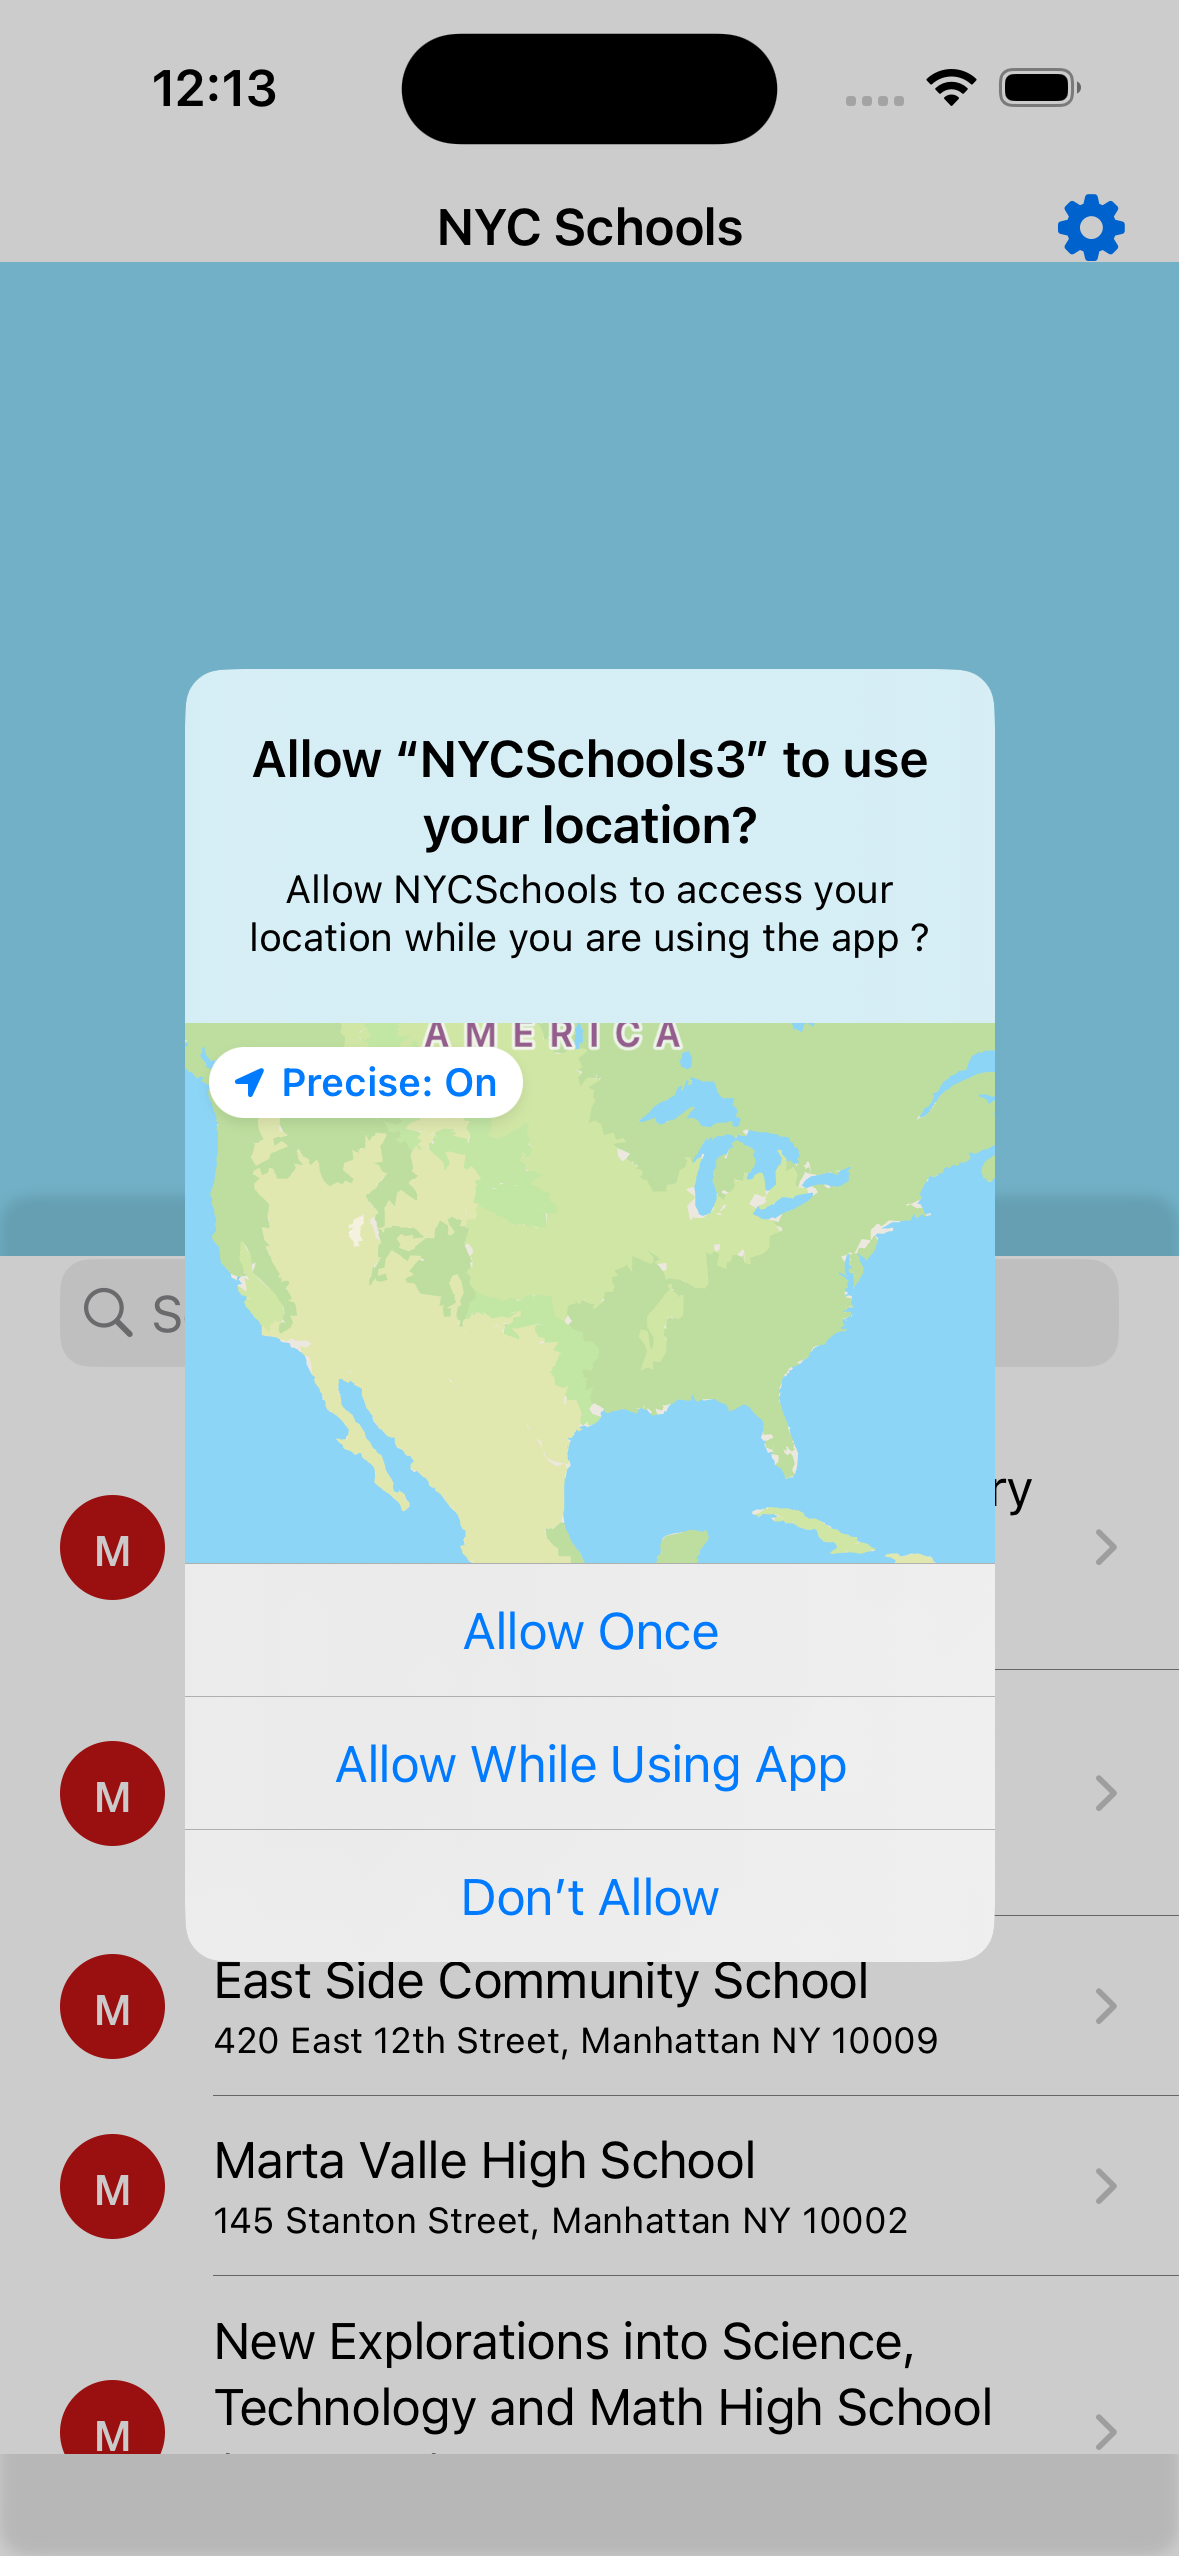 12:13
NYC Schools
Allow “NYCSchools3” to use
your location?
Allow NYCSchools to access your
location while you are using the app ?
AMERICA
Precise: On
Allow Once
M
Allow While Using App
M
Don’t Allow
East Side Community School
M
420 East 12th Street, Manhattan NY 10009
Marta Valle High School
M
145 Stanton Street, Manhattan NY 10002
New Explorations into Science,
Technology and Math High School
M